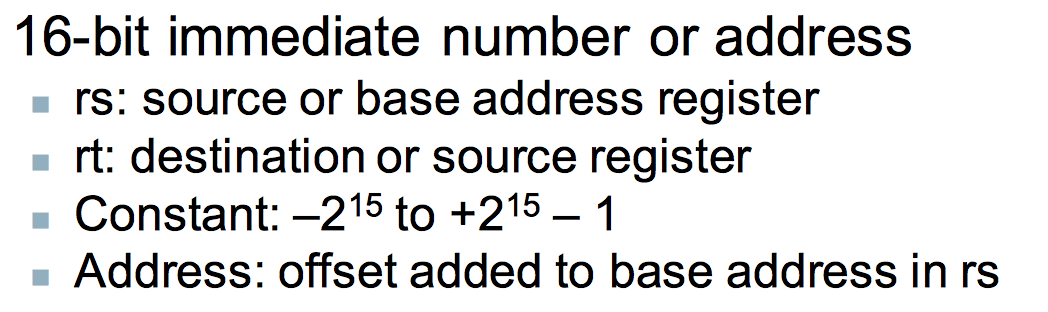 16-bit immediate number or address
rs: source or base address register
rt: destination or source register
Constant: –2¹⁵ to +2¹⁵ – 1
Address: offset added to base address in rs